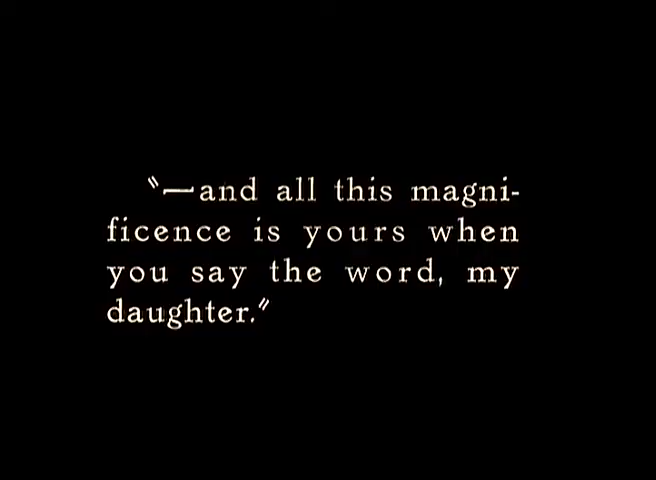 "—and all this magni-
ficence is yours when
you say the word, my
daughter."